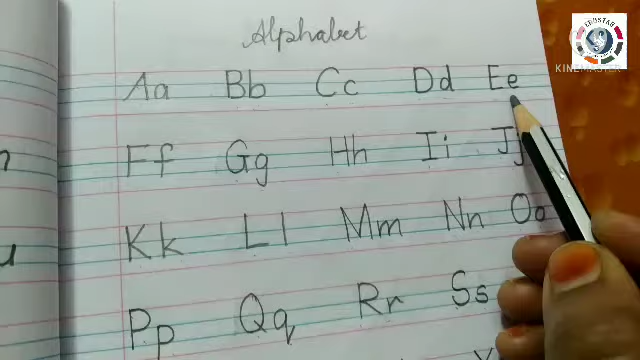 Alphabet
Aa Bb Cc Dd Ee
Ff Gg Hh Ii Jj
Kk Ll Mm Nn Oo
Pp Qq Rr Ss
KINEMASTER